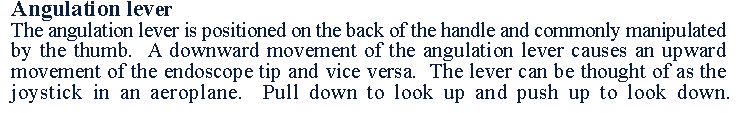 Angulation lever
The angulation lever is positioned on the back of the handle and commonly manipulated
by the thumb.  A downward movement of the angulation lever causes an upward
movement of the endoscope tip and vice versa.  The lever can be thought of as the
joystick in an aeroplane.  Pull down to look up and push up to look down.